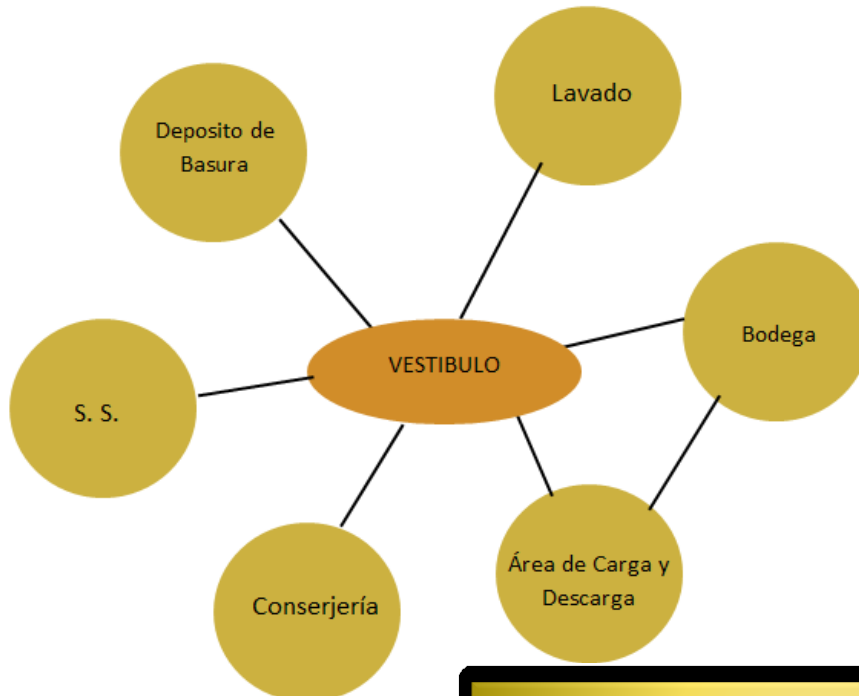 Lavado
Deposito de
Basura
Bodega
VESTIBULO
S. S.
Área de Carga y
Descarga
Conserjería